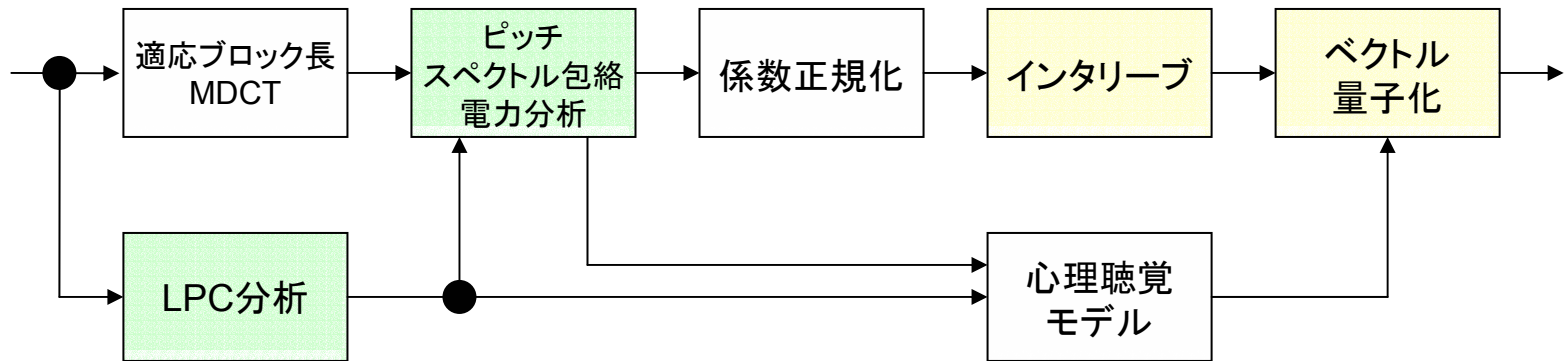 適応ブロック長
MDCT
ピッチ
スペクトル包絡
電力分析
係数正規化
インタリーブ
ベクトル
量子化
LPC分析
心理聴覚
モデル